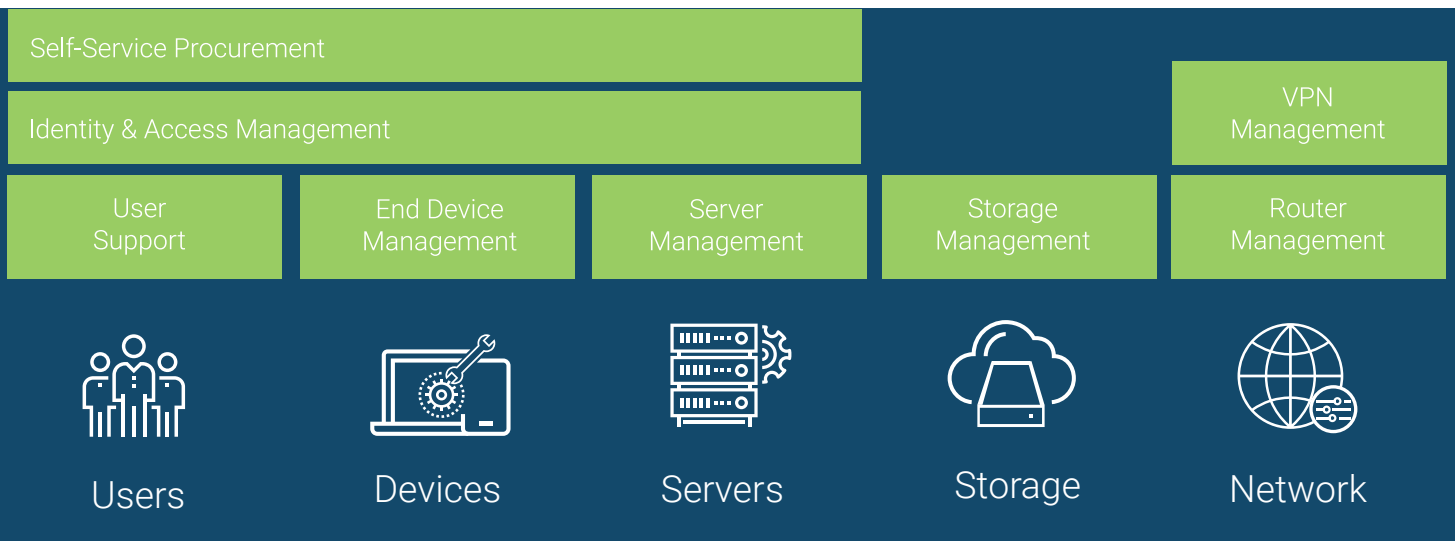 Self-Service Procurement
Identity & Access Management
VPN
Management
User
Support
End Device
Management
Server
Management
Storage
Management
Router
Management
Users
Devices
Servers
Storage
Network